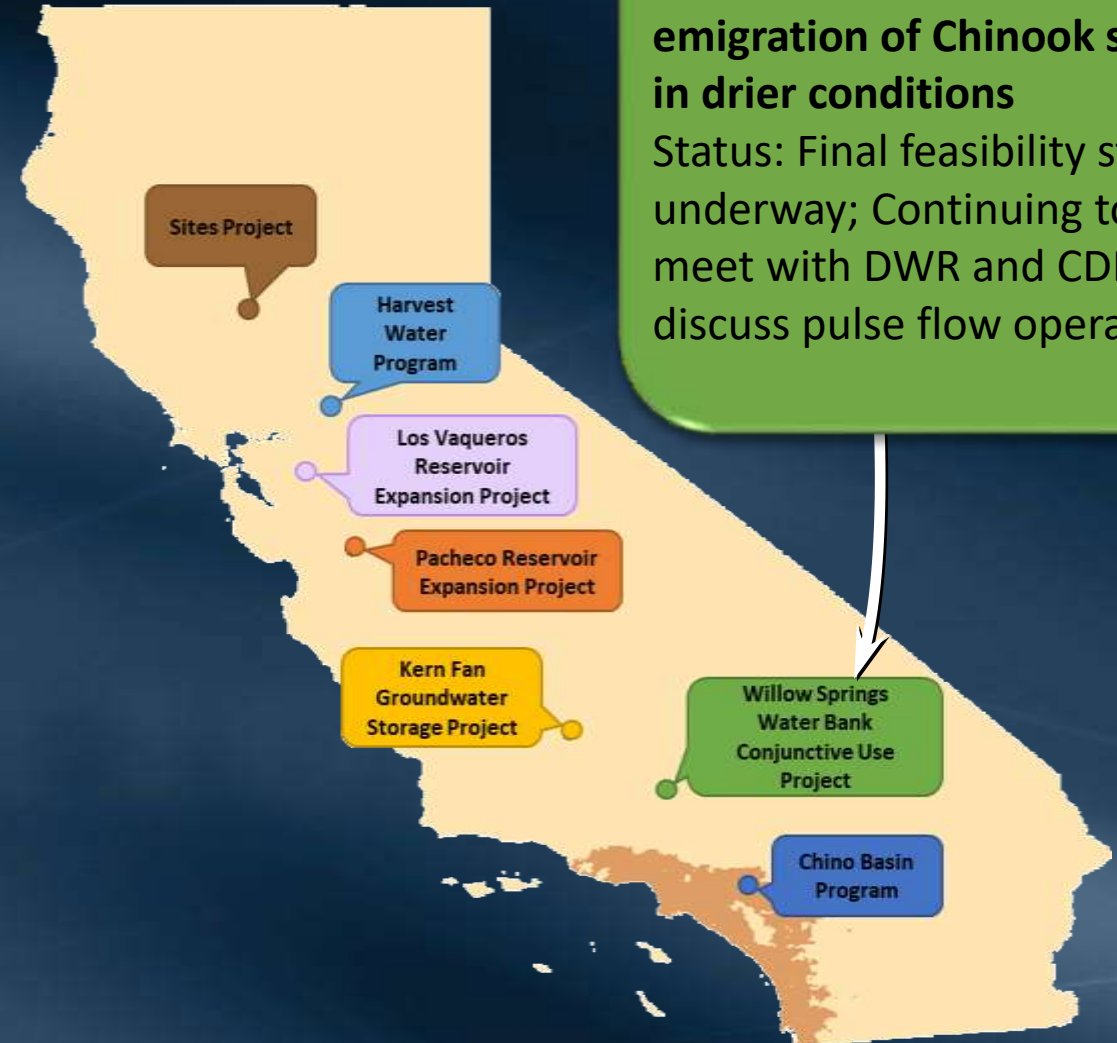 emigration of Chinook s
in drier conditions
Status: Final feasibility st
underway; Continuing to
meet with DWR and CD
discuss pulse flow opera
Sites Project
Harvest
Water
Program
Los Vaqueros
Reservoir
Expansion Project
Pacheco Reservoir
Expansion Project
Kern Fan
Groundwater
Storage Project
Willow Springs
Water Bank
Conjunctive Use
Project
Chino Basin
Program